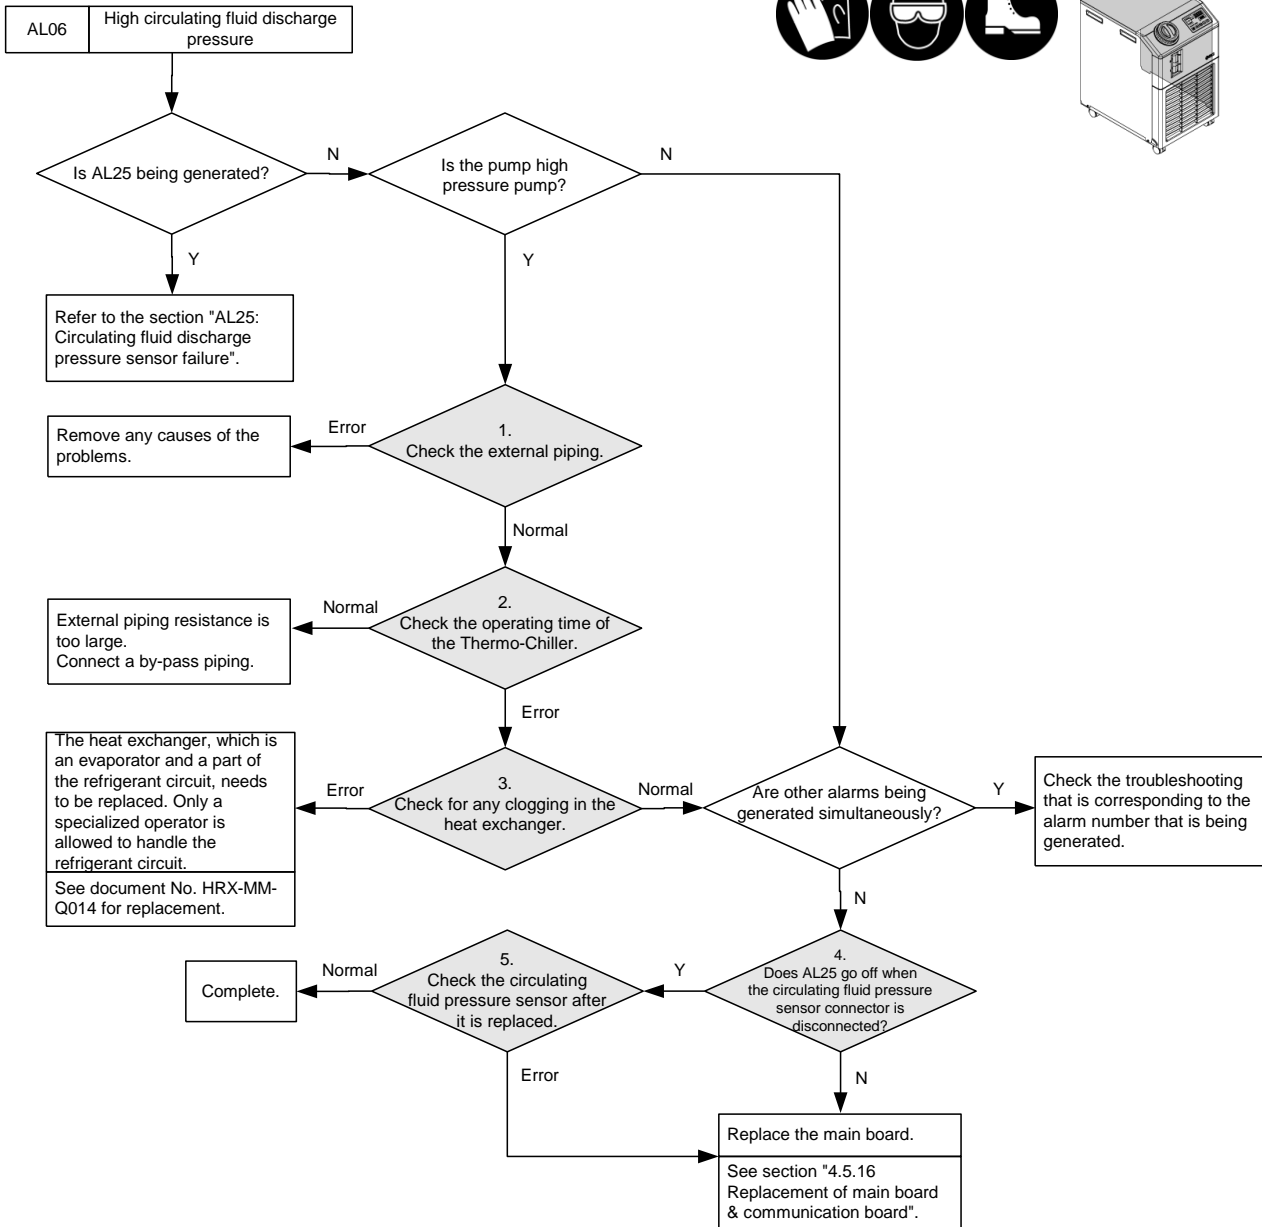 AL06
High circulating fluid discharge
pressure
Is AL25 being generated?
N
Is the pump high
pressure pump?
N
Y
Y
Refer to the section "AL25:
Circulating fluid discharge
pressure sensor failure".
Remove any causes of the
problems.
Error
1.
Check the external piping.
Normal
External piping resistance is
too large.
Connect a by-pass piping.
Normal
2.
Check the operating time of
the Thermo-Chiller.
Error
The heat exchanger, which is
an evaporator and a part of
the refrigerant circuit, needs
to be replaced. Only a
specialized operator is
allowed to handle the
refrigerant circuit.
See document No. HRX-MM-
Q014 for replacement.
Error
3.
Check for any clogging in the
heat exchanger.
Normal
Are other alarms being
generated simultaneously?
Y
Check the troubleshooting
that is corresponding to the
alarm number that is being
generated.
N
Complete.
Normal
5.
Check the circulating
fluid pressure sensor after
it is replaced.
Y
4.
Does AL25 go off when
the circulating fluid pressure
sensor connector is
disconnected?
Error
N
Replace the main board.
See section "4.5.16
Replacement of main board
& communication board".